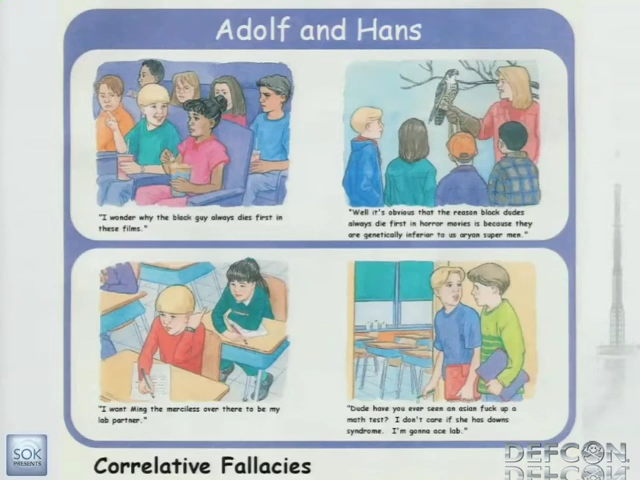 Adolf and Hans
"I wonder why the black guy always dies first in
these films."
"Well it's obvious that the reason black dudes
always die first in horror movies is because they
are genetically inferior to us aryan super men."
"I want Ming the merciless over there to be my
lab partner."
"Dude have you ever seen an asian fuck up a
math test? I don't care if she has downs
syndrome. I'm gonna ace lab."
Correlative Fallacies
SOK
PRESENTS
DEFCON